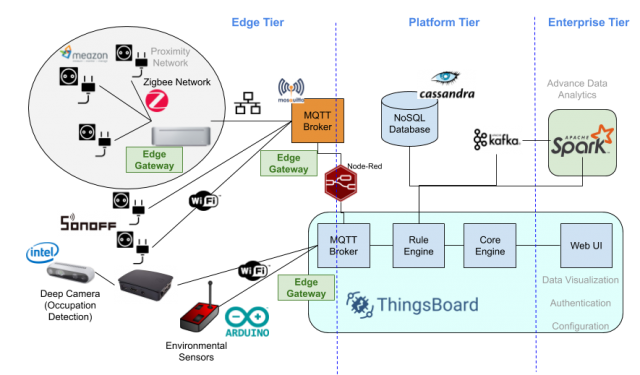 Edge Tier
Platform Tier
Enterprise Tier
meazon
Proximity
Network
Zigbee Network
Edge
Gateway
mosquitto
MQTT
Broker
Edge
Gateway
Node-Red
cassandra
NoSQL
Database
kafka
Advance Data
Analytics
APACHE
Spark
SONOFF
WiFi
intel
Deep Camera
(Occupation
Detection)
WiFi
Environmental
Sensors
ARDUINO
Edge
Gateway
MQTT
Broker
Rule
Engine
Core
Engine
Web UI
ThingsBoard
Data Visualization
Authentication
Configuration